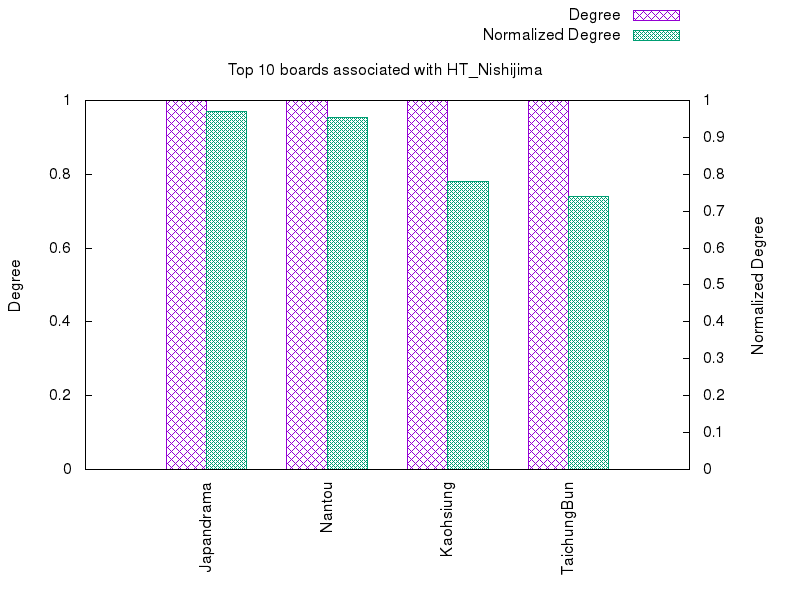 Degree
Normalized Degree
Top 10 boards associated with HT_Nishijima
1
0.8
0.6
0.4
0.2
0
1
0.9
0.8
0.7
0.6
0.5
0.4
0.3
0.2
0.1
0
Degree
Normalized Degree
Japandrama
Nantou
Kaohsiung
TaichungBun